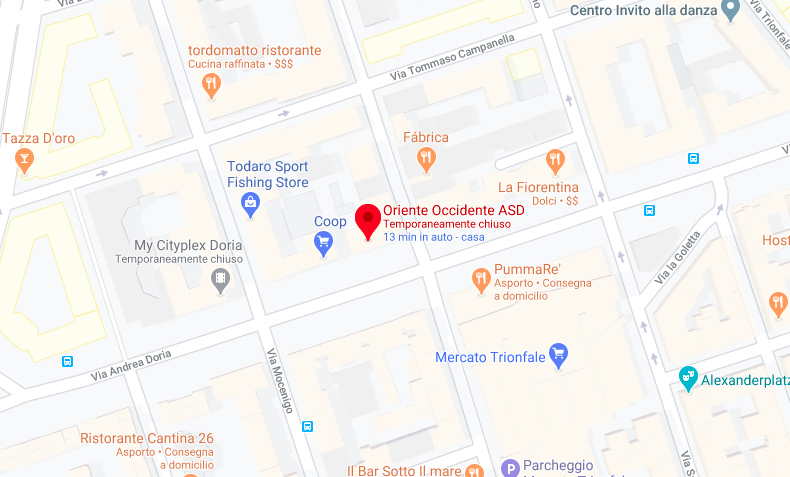 Centro Invito alla danza
Via Trionfale
tordomatto ristorante
Cucina raffinata • $$$
Via Tommaso Campanella
Tazza D'oro
Fábrica
Todaro Sport
Fishing Store
La Fiorentina
Dolci • $$
Via
Oriente Occidente ASD
Temporaneamente chiuso
13 min in auto - casa
Coop
My Cityplex Doria
Temporaneamente chiuso
Via la Goletta
Host
PummaRe'
Asporto • Consegna
a domicilio
Via Andrea Doria
Via Mocenigo
Mercato Trionfale
Alexanderplatz
Ristorante Cantina 26
Asporto • Consegna
a domicilio
Il Bar Sotto Il mare
P
Parcheggio
Via S